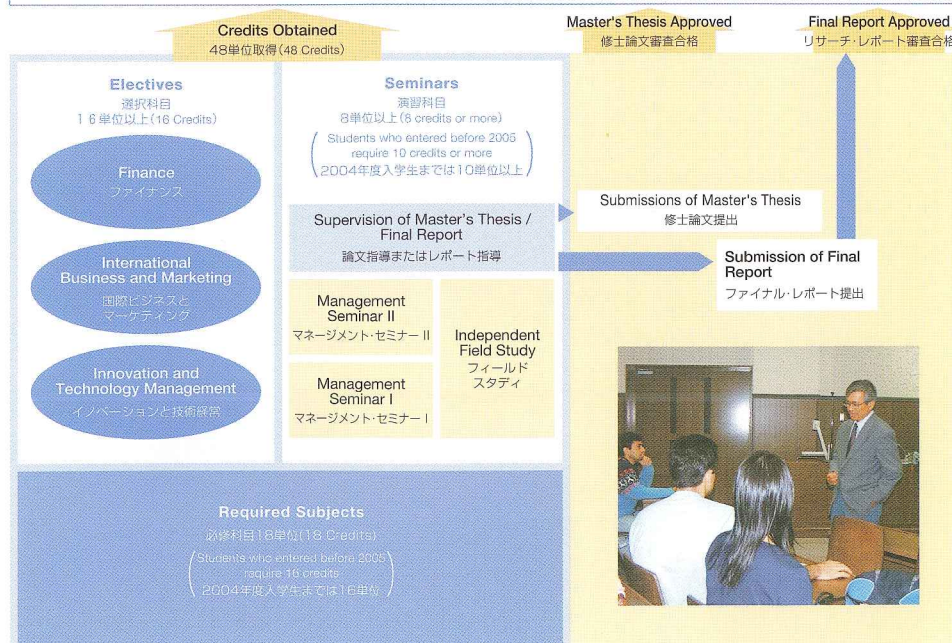 Credits Obtained
48単位取得(48 Credits)
Master's Thesis Approved
修士論文審査合格
Final Report Approved
リサーチ・レポート審査合格
Electives
選択科目
16単位以上(16 Credits)
Finance
ファイナンス
International
Business and Marketing
国際ビジネスと
マーケティング
Innovation and
Technology Management
イノベーションと技術経営
Seminars
演習科目
8単位以上(8 credits or more)
(Students who entered before 2005
require 10 credits or more
2004年度入学生までは10単位以上)
Supervision of Master's Thesis /
Final Report
論文指導またはレポート指導
Management
Seminar II
マネージメント・セミナー II
Management
Seminar I
マネージメント・セミナー I
Independent
Field Study
フィールド
スタディ
Submissions of Master's Thesis
修士論文提出
Submission of Final
Report
ファイナル・レポート提出
Required Subjects
必修科目18単位(18 Credits)
(Students who entered before 2005
require 16 credits
2004年度入学生までは16単位)